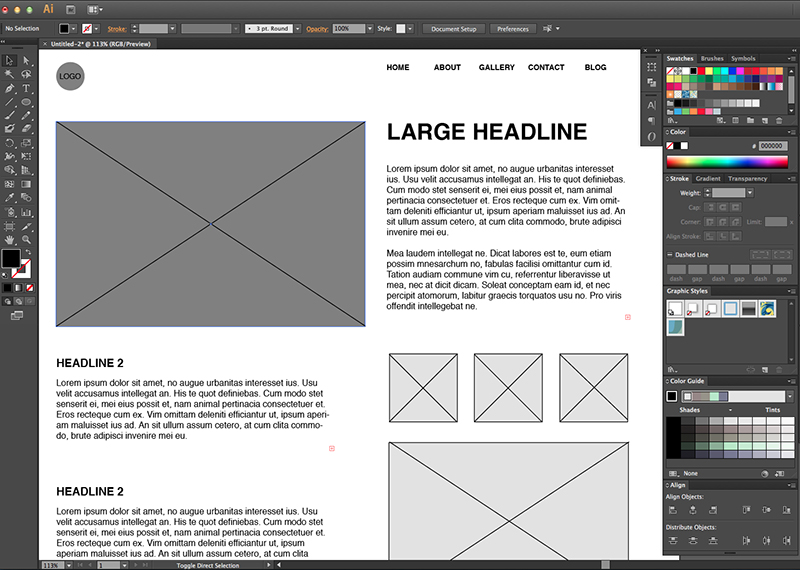 Ai
Br
No Selection
Stroke:
3 pt. Round
Opacity:
100%
Style:
Document Setup
Preferences
× Untitled-2* @ 113% (RGB/Preview)
LOGO
HOME
ABOUT
GALLERY
CONTACT
BLOG
LARGE HEADLINE
Lorem ipsum dolor sit amet, no augue urbanitas interesset
ius. Usu velit accusamus intellegat an. His te quot definiebas.
Cum modo stet senserit ei, mei eius possit et, nam animal
pertinacia consectetuer et. Eros recteque cum ex. Vim omit-
tam deleniti efficiantur ut, ipsum aperiam maluisset ius ad. An
sit ullum assum cetero, at cum clita commodo, brute adipisci
invenire mei eu.
Mea laudem intellegat ne. Dicat labores est te, eum etiam
possim mnesarchum no, fabulas facilisi omittantur cum id.
Tation audiam commune vim cu, referrentur liberavisse ut
mea, nec at dicit dicam. Soleat conceptam eam id, et nec
percipit atomorum, labitur graecis torquatos usu no. Pro viris
offendit intellegebat ne.
HEADLINE 2
Lorem ipsum dolor sit amet, no augue urbanitas interesset ius. Usu
velit accusamus intellegat an. His te quot definiebas. Cum modo stet
senserit ei, mei eius possit et, nam animal pertinacia consectetuer et.
Eros recteque cum ex. Vim omittam deleniti efficiantur ut, ipsum aperi-
am maluisset ius ad. An sit ullum assum cetero, at cum clita commo-
do, brute adipisci invenire mei eu.
HEADLINE 2
Lorem ipsum dolor sit amet, no augue urbanitas interesset ius. Usu
velit accusamus intellegat an. His te quot definiebas. Cum modo stet
senserit ei, mei eius possit et, nam animal pertinacia consectetuer et.
Eros recteque cum ex. Vim omittam deleniti efficiantur ut, ipsum
aperiam maluisset ius ad. An sit ullum assum cetero, at cum clita
113%
1
Toggle Direct Selection
Swatches
Brushes
Symbols
Color
# 000000
Stroke
Gradient
Transparency
Weight:
Cap:
Corner:
Limit:
x
Align Stroke:
Dashed Line
dash
gap
dash
gap
dash
gap
Graphic Styles
Color Guide
Shades
-
Tints
None
Align
Align Objects:
Distribute Objects: